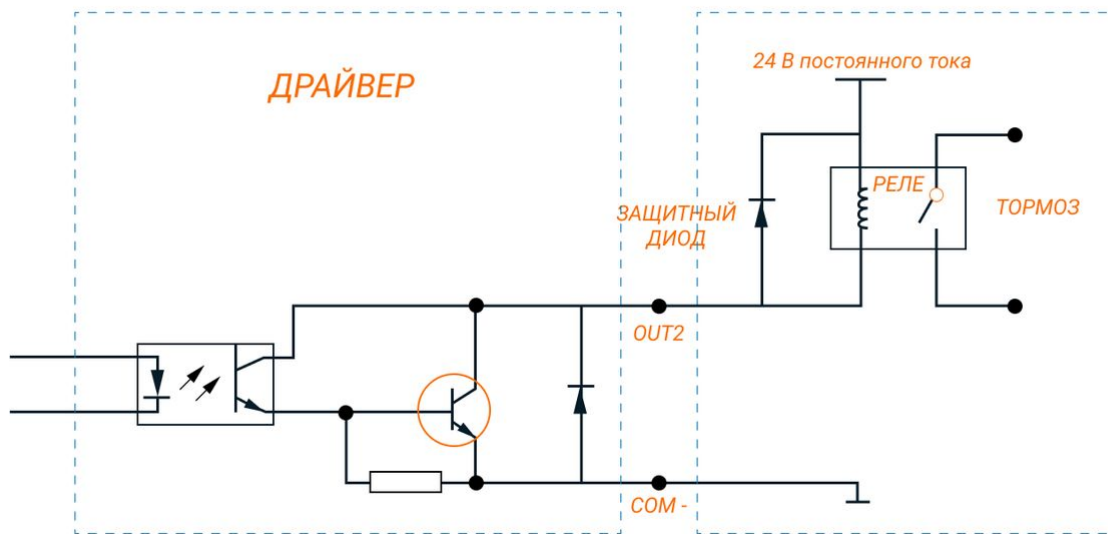 ДРАЙВЕР
24 В постоянного тока
РЕЛЕ
ЗАЩИТНЫЙ
ДИОД
ТОРМОЗ
OUT2
COM -